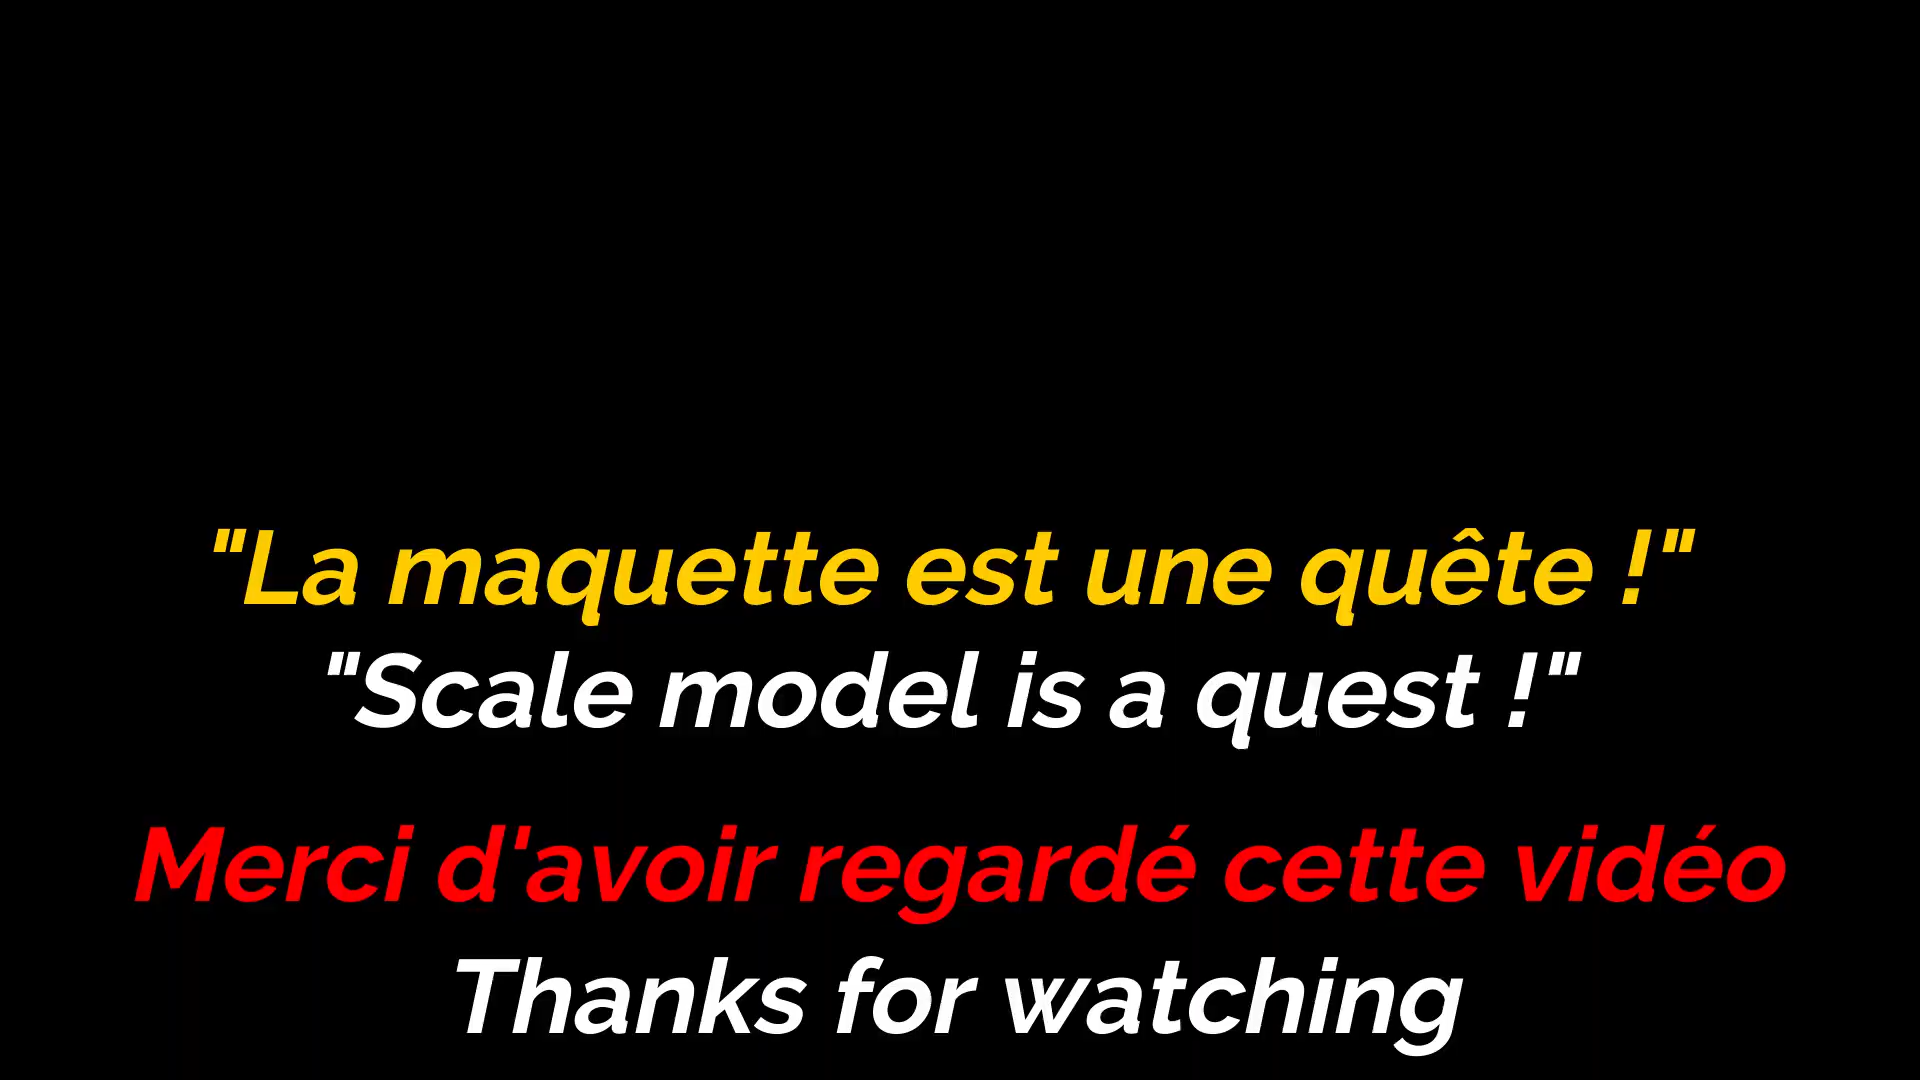 "La maquette est une quête !"
"Scale model is a quest !"
Merci d'avoir regardé cette vidéo
Thanks for watching